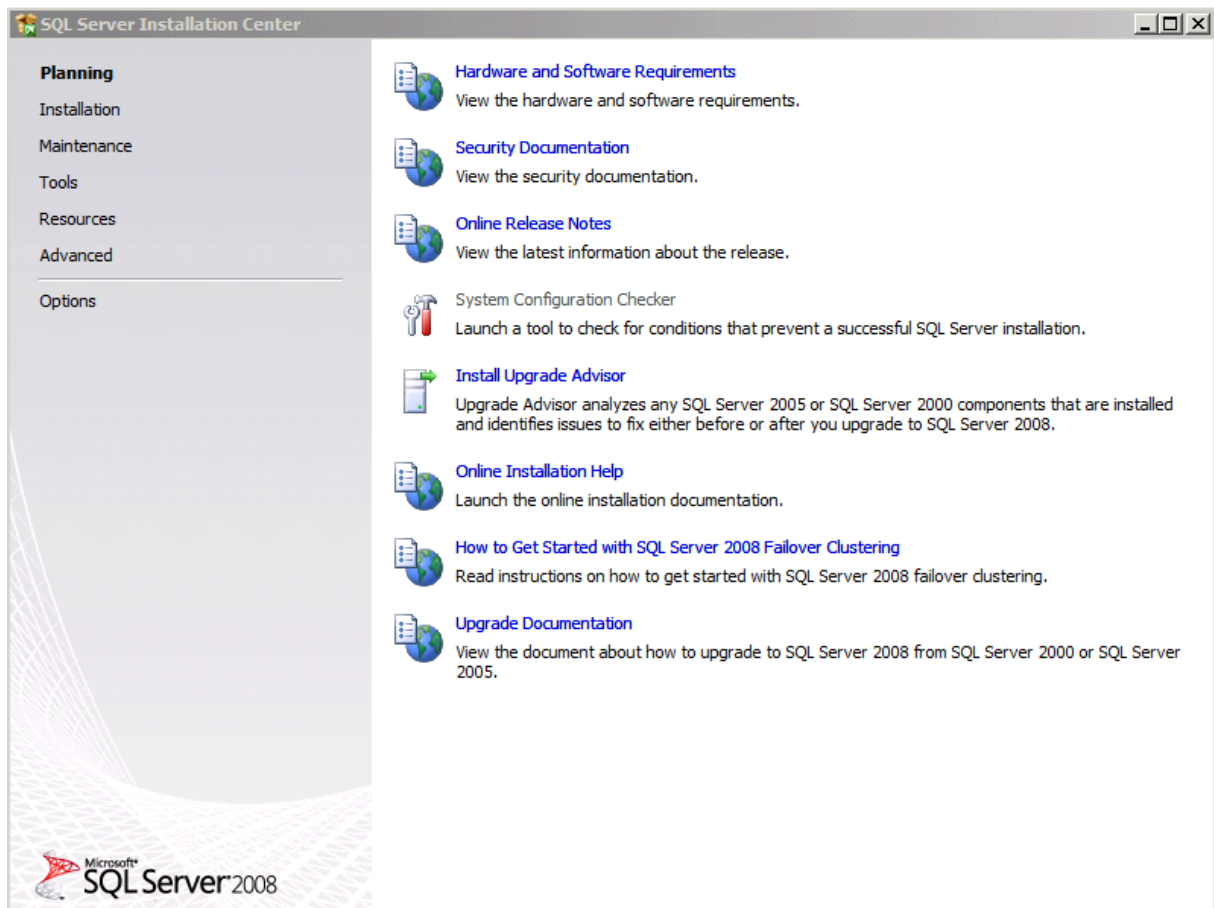 SQL Server Installation Center
Planning
Installation
Maintenance
Tools
Resources
Advanced
Options
Hardware and Software Requirements
View the hardware and software requirements.
Security Documentation
View the security documentation.
Online Release Notes
View the latest information about the release.
System Configuration Checker
Launch a tool to check for conditions that prevent a successful SQL Server installation.
Install Upgrade Advisor
Upgrade Advisor analyzes any SQL Server 2005 or SQL Server 2000 components that are installed
and identifies issues to fix either before or after you upgrade to SQL Server 2008.
Online Installation Help
Launch the online installation documentation.
How to Get Started with SQL Server 2008 Failover Clustering
Read instructions on how to get started with SQL Server 2008 failover clustering.
Upgrade Documentation
View the document about how to upgrade to SQL Server 2008 from SQL Server 2000 or SQL Server
2005.
Microsoft
SQL Server 2008